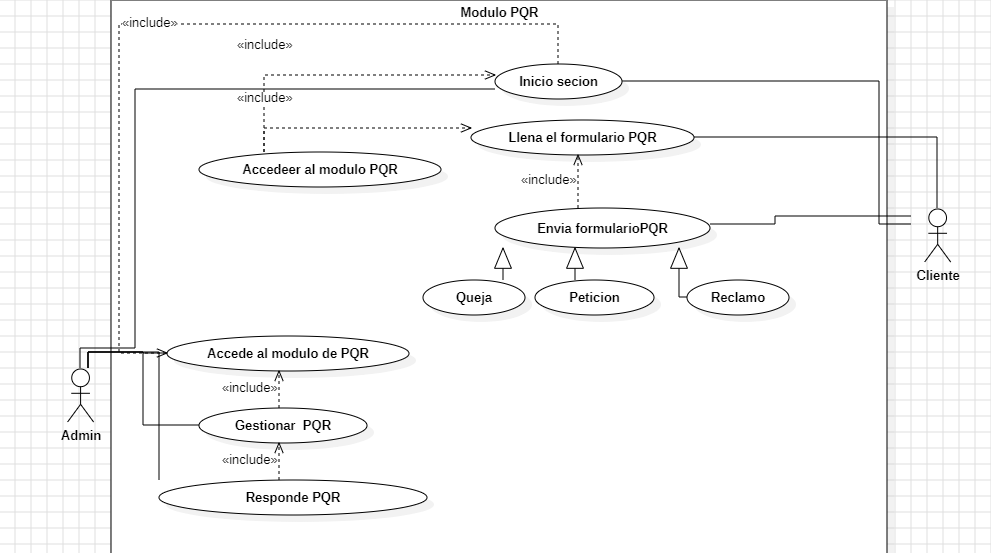 Modulo PQR
«include»
«include»
Inicio secion
«include»
Llena el formulario PQR
Accedeer al modulo PQR
«include»
Envia formularioPQR
Cliente
Queja
Peticion
Reclamo
Accede al modulo de PQR
«include»
Admin
Gestionar  PQR
«include»
Responde PQR